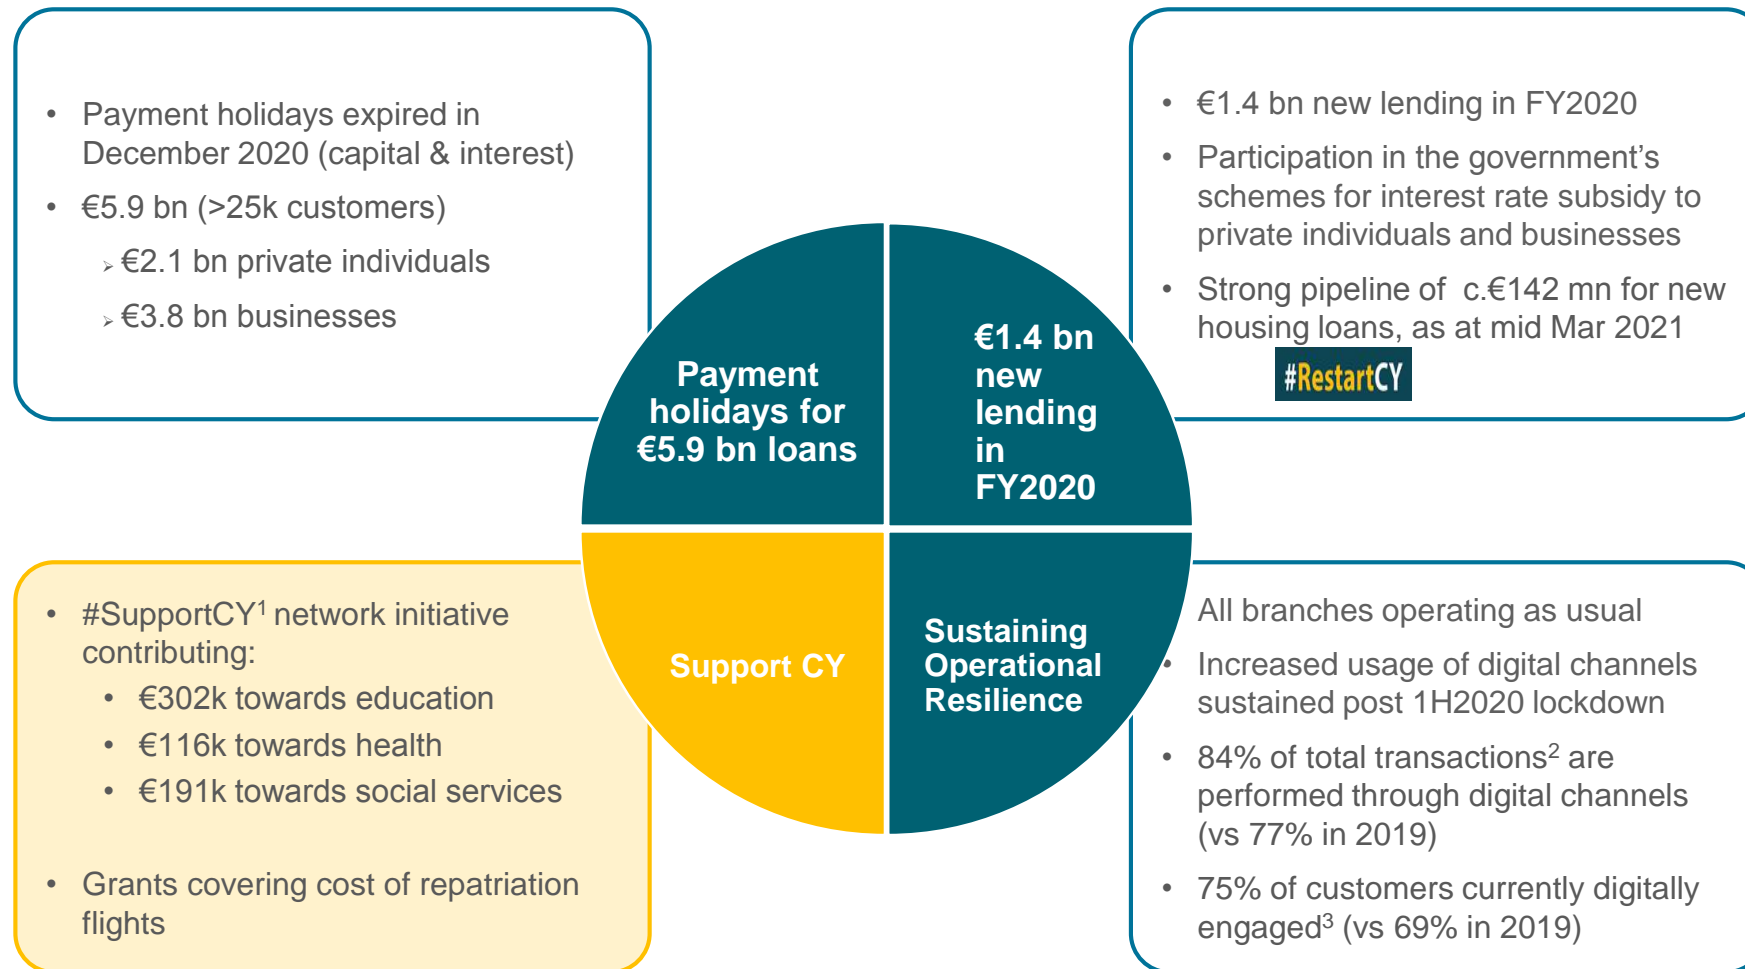 • Payment holidays expired in
December 2020 (capital & interest)
• €5.9 bn (>25k customers)
➢ €2.1 bn private individuals
➢ €3.8 bn businesses
• €1.4 bn new lending in FY2020
• Participation in the government’s
schemes for interest rate subsidy to
private individuals and businesses
• Strong pipeline of c.€142 mn for new
housing loans, as at mid Mar 2021
#RestartCY
Payment
holidays for
€5.9 bn loans
€1.4 bn
new
lending
in
FY2020
Support CY
Sustaining
Operational
Resilience
• #SupportCY¹ network initiative
contributing:
• €302k towards education
• €116k towards health
• €191k towards social services
• Grants covering cost of repatriation
flights
All branches operating as usual
• Increased usage of digital channels
sustained post 1H2020 lockdown
• 84% of total transactions² are
performed through digital channels
(vs 77% in 2019)
• 75% of customers currently digitally
engaged³ (vs 69% in 2019)